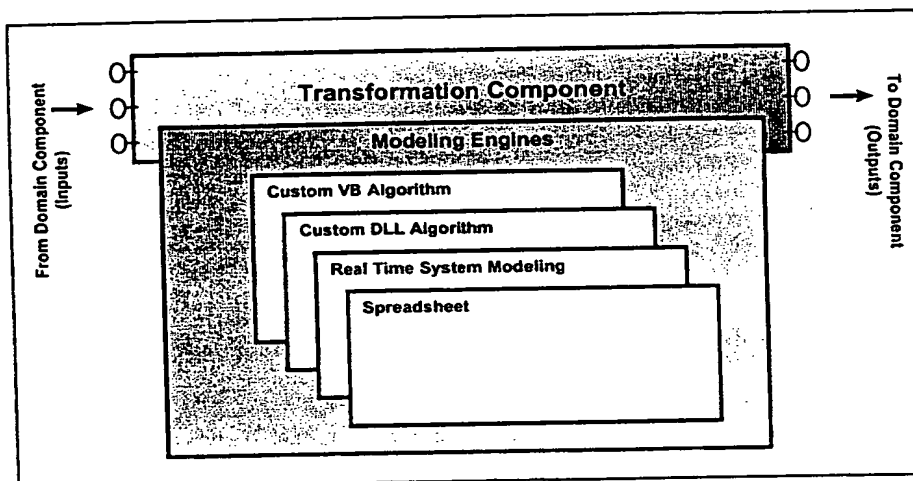 From Domain Component
(Inputs)
Transformation Component
Modeling Engines
Custom VB Algorithm
Custom DLL Algorithm
Real Time System Modeling
Spreadsheet
To Domain Component
(Outputs)